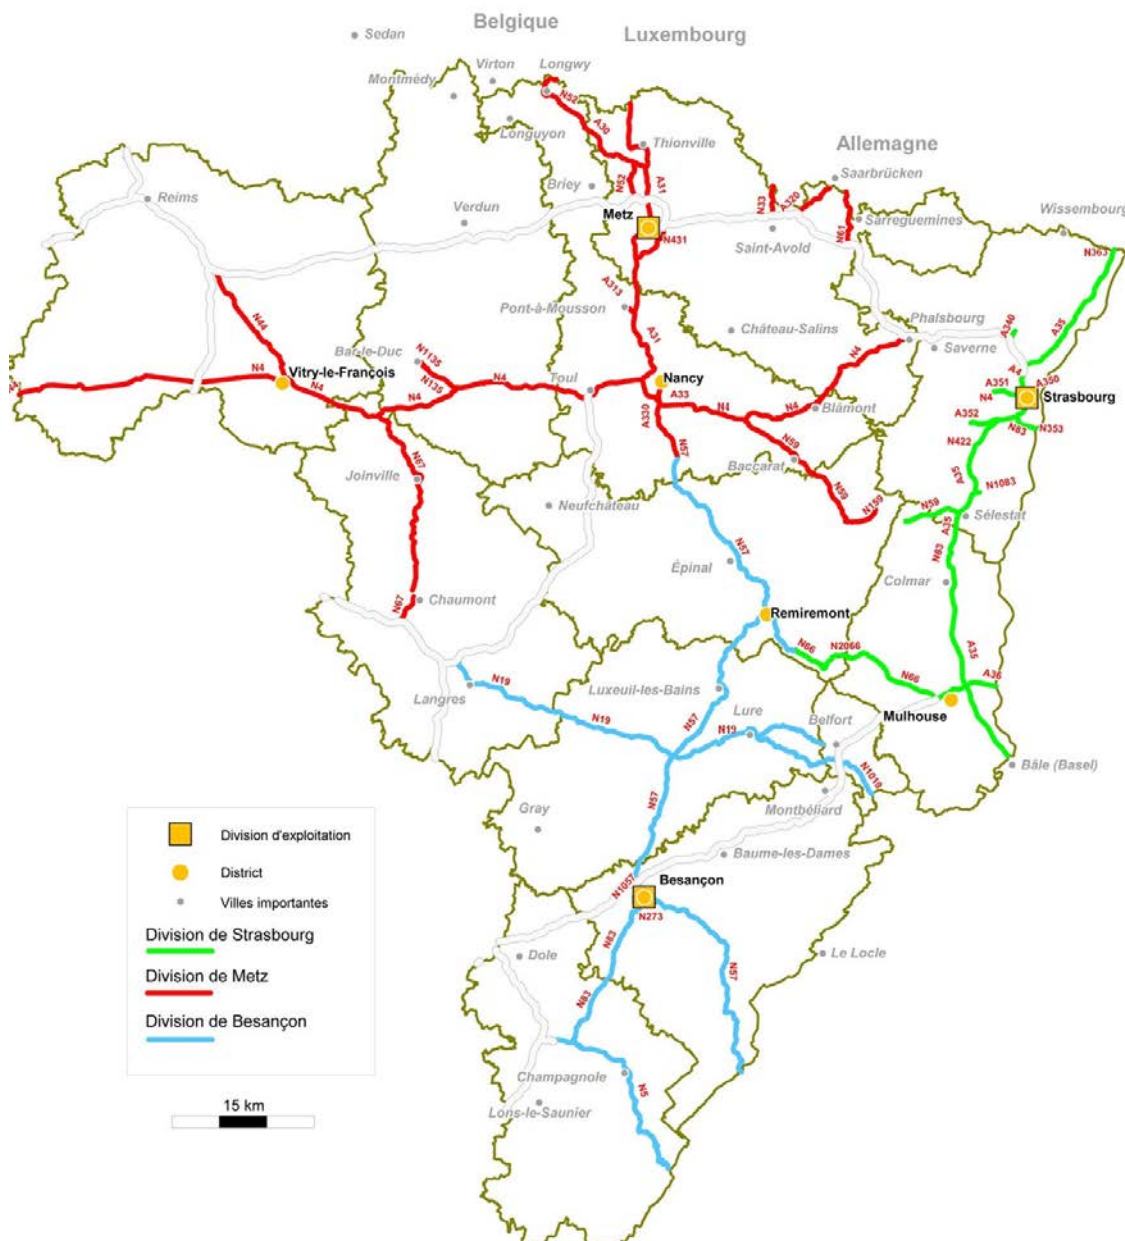 Belgique
Luxembourg
Sedan
Virton
Longwy
Montmédy
N52
A30
Longuyon
Thionville
Allemagne
Saarbrücken
Briey
N52
A31
N33
A320
Reims
Verdun
Metz
N431
Sarreguemines
N61
Saint-Avold
Wissembourg
N363
A313
Pont-à-Mousson
Château-Salins
Phalsbourg
A340
A35
Saverne
N44
A31
N4
Bar-le-Duc
N1135
N135
Vitry-le-François
N4
N4
N4
N4
Toul
Nancy
A33
A330
N4
N4
Blâmont
A4
A351
A350
N4
Strasbourg
A352
N83
N353
N422
N57
N59
Baccarat
N59
N159
A35
N1083
Joinville
N67
Neufchâteau
N59
A35
Sélestat
N83
Colmar
N57
Épinal
Chaumont
N67
Remiremont
N66
N2066
A35
N66
A36
Mulhouse
N19
Langres
Luxeuil-les-Bains
N57
N19
Lure
N19
Belfort
N1019
Bâle (Basel)
Montbéliard
N57
Gray
Baume-les-Dames
N1057
Besançon
N273
N83
Dole
N57
Le Locle
N83
Champagnole
N5
Lons-le-Saunier
Division d'exploitation
District
Villes importantes
Division de Strasbourg
Division de Metz
Division de Besançon
15 km